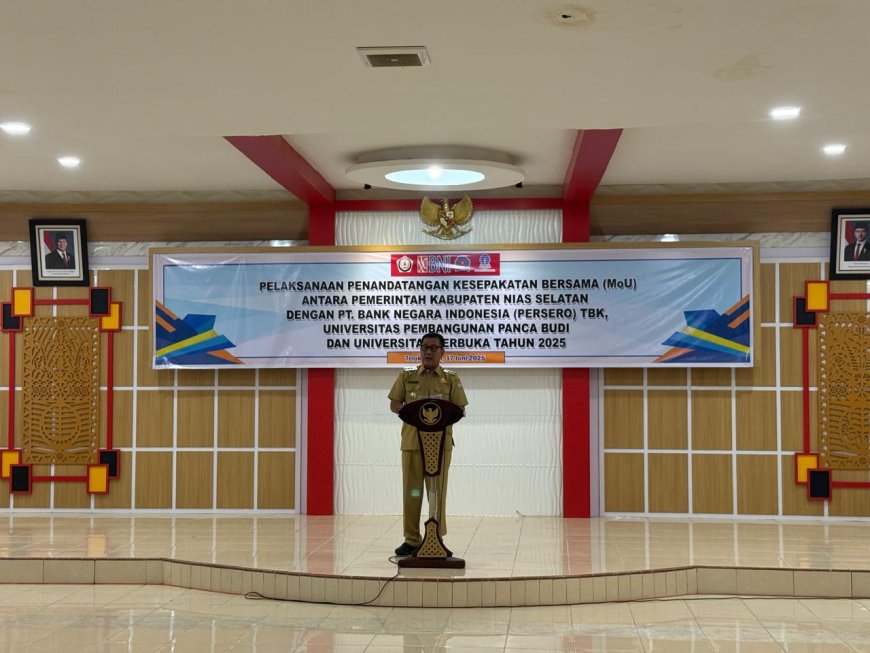 BNI
PELAKSANAAN PENANDATANGAN KESEPAKATAN BERSAMA (MoU)
ANTARA PEMERINTAH KABUPATEN NIAS SELATAN
DENGAN PT. BANK NEGARA INDONESIA (PERSERO) TBK,
UNIVERSITAS PEMBANGUNAN PANCA BUDI
DAN UNIVERSITAS TERBUKA TAHUN 2025
Juni 2025